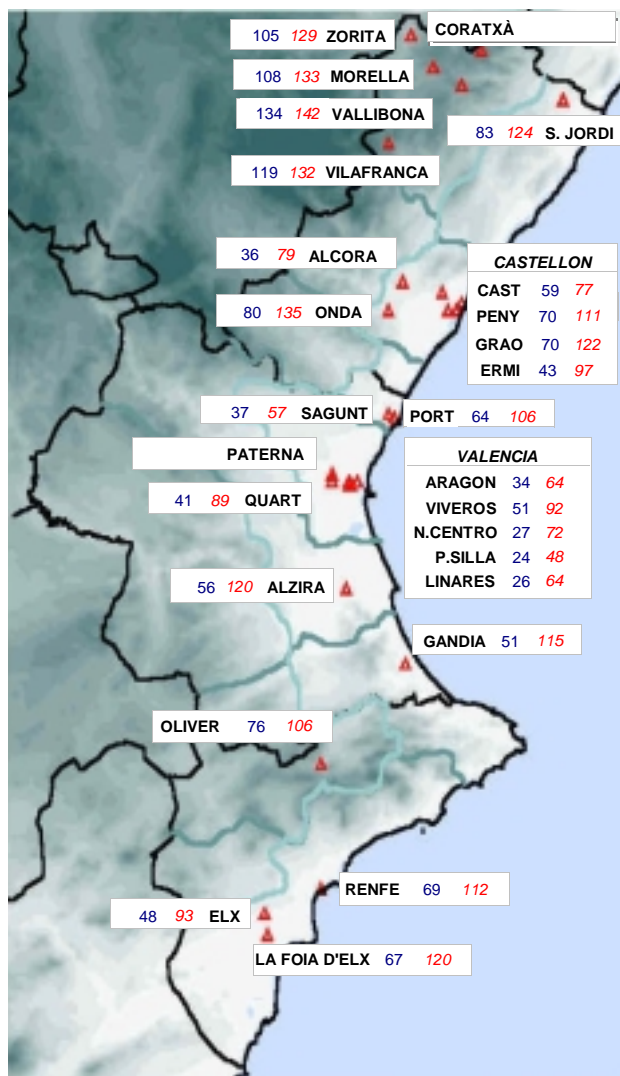 105 129 ZORITA
CORATXÀ
108 133 MORELLA
134 142 VALLIBONA
83 124 S. JORDI
119 132 VILAFRANCA
36 79 ALCORA
80 135 ONDA
CASTELLON
CAST 59 77
PENY 70 111
GRAO 70 122
ERMI 43 97
37 57 SAGUNT
PORT 64 106
PATERNA
41 89 QUART
VALENCIA
ARAGON 34 64
VIVEROS 51 92
N.CENTRO 27 72
P.SILLA 24 48
LINARES 26 64
56 120 ALZIRA
GANDIA 51 115
OLIVER 76 106
RENFE 69 112
48 93 ELX
LA FOIA D'ELX 67 120